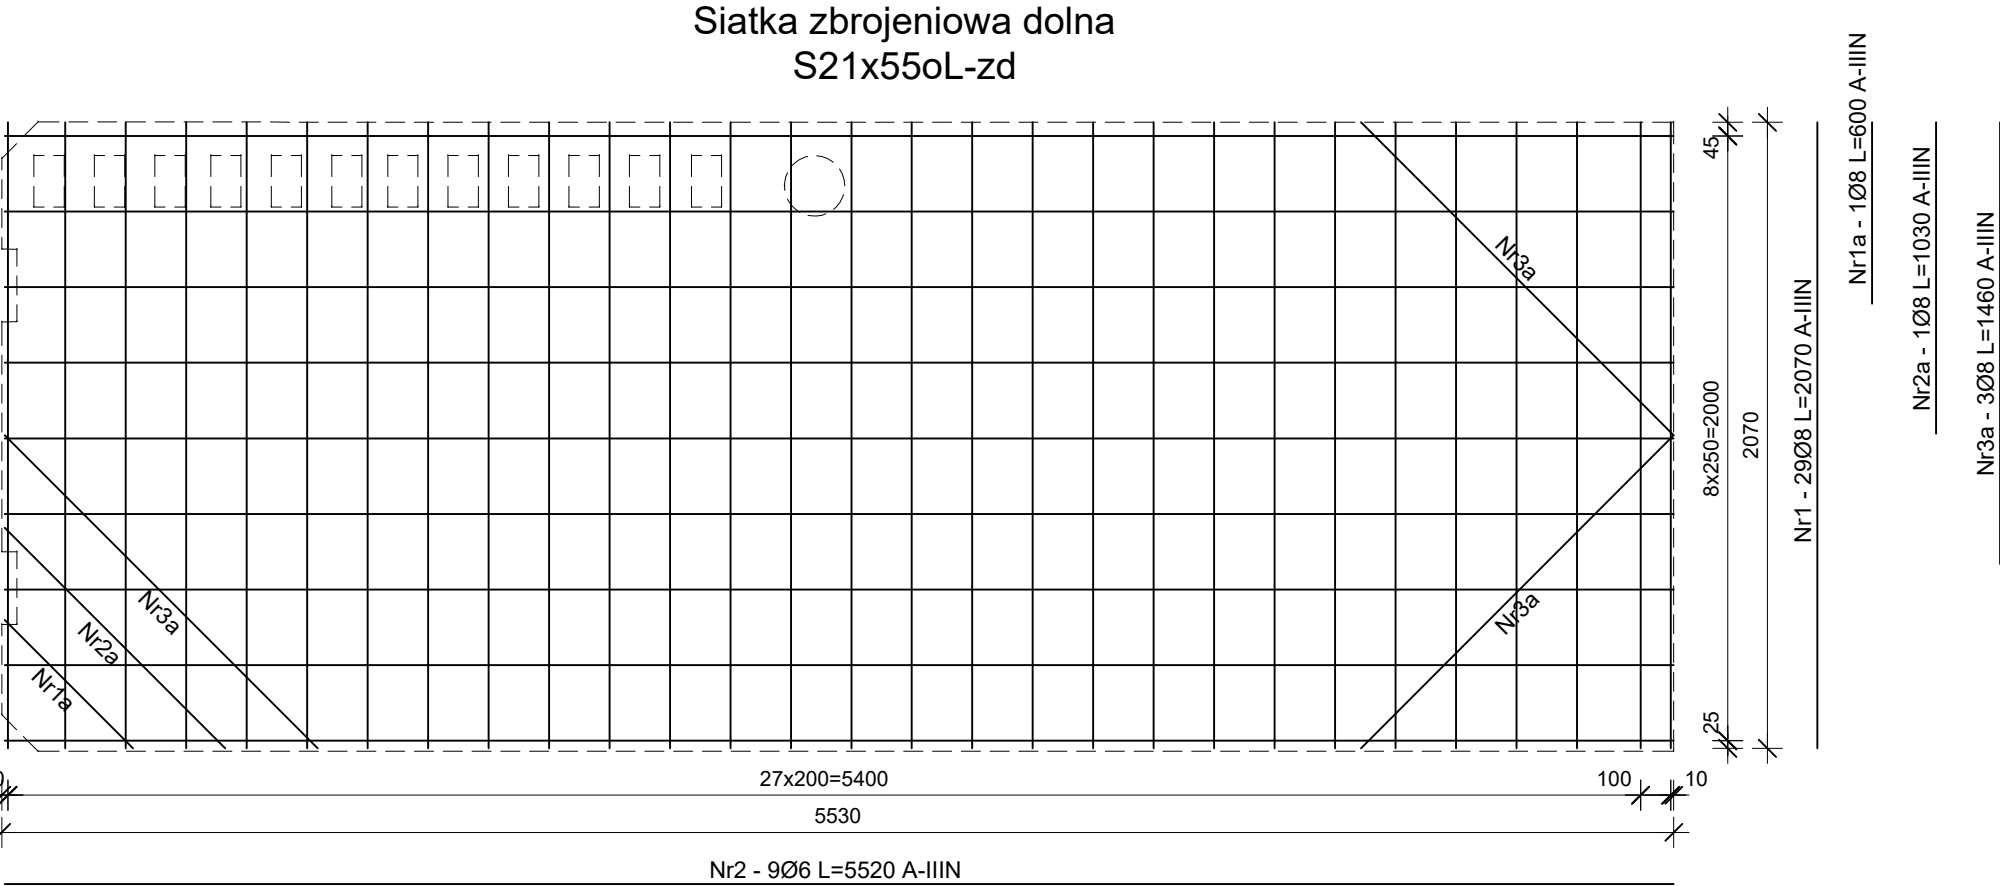 Siatka zbrojeniowa dolna
S21x55oL-zd
Nr1a - 1Ø8 L=600 A-IIIN
Nr2a - 1Ø8 L=1030 A-IIIN
Nr3a - 3Ø8 L=1460 A-IIIN
Nr1 - 29Ø8 L=2070 A-IIIN
45
8x250=2000
2070
25
Nr3a
Nr3a
Nr3a
Nr2a
Nr1a
27x200=5400
100
10
5530
Nr2 - 9Ø6 L=5520 A-IIIN